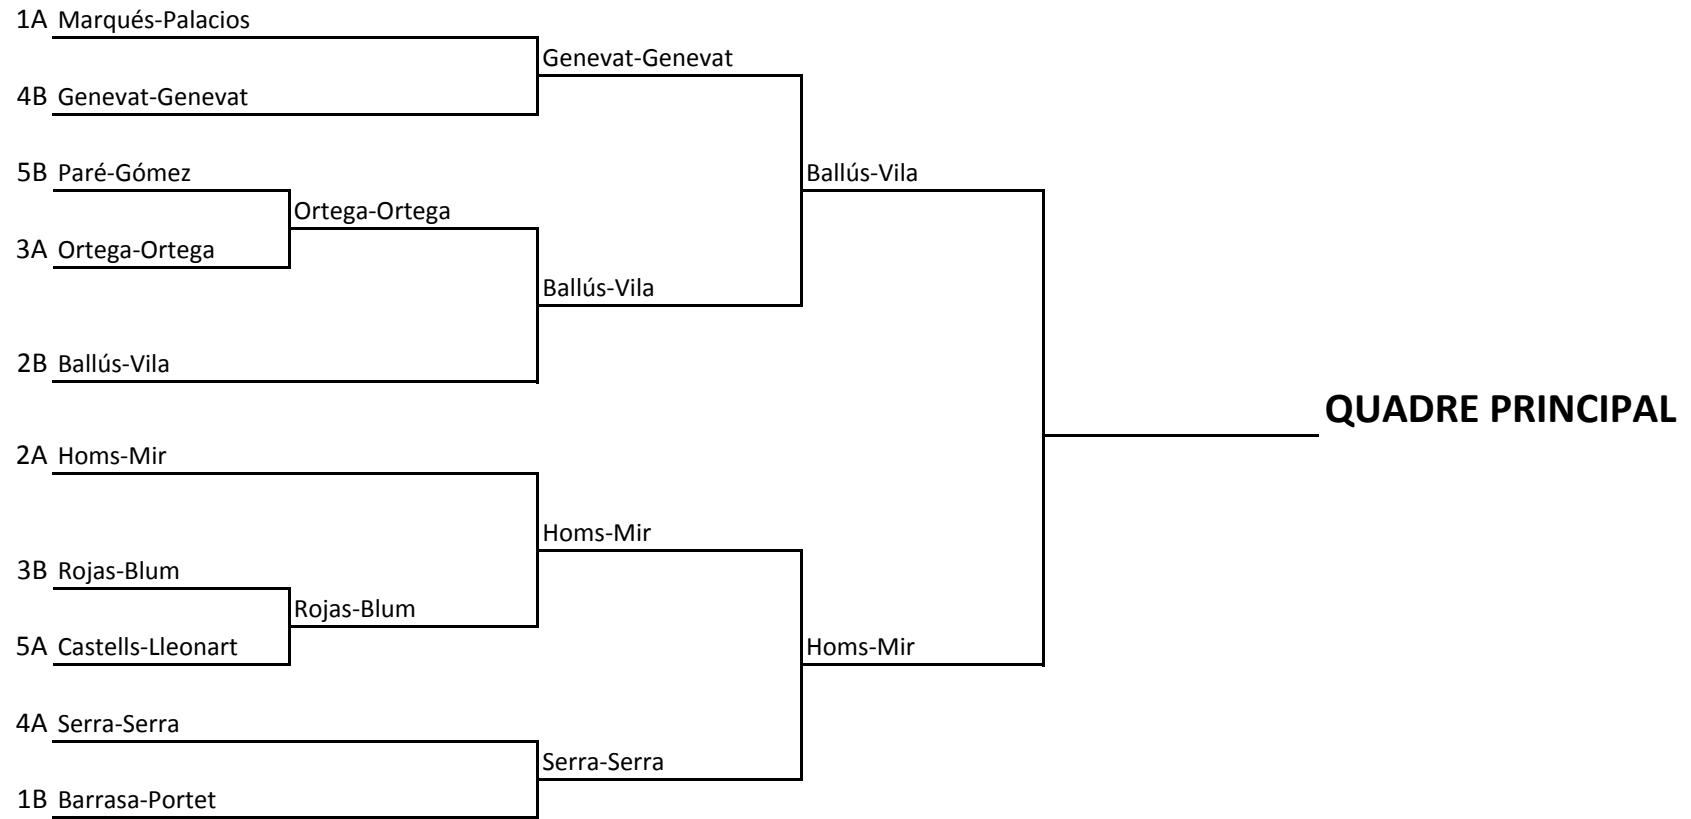 1A Marqués-Palacios
Genevat-Genevat
4B Genevat-Genevat
5B Paré-Gómez
Ballús-Vila
Ortega-Ortega
3A Ortega-Ortega
Ballús-Vila
2B Ballús-Vila
QUADRE PRINCIPAL
2A Homs-Mir
Homs-Mir
3B Rojas-Blum
Rojas-Blum
5A Castells-Lleonart
Homs-Mir
4A Serra-Serra
Serra-Serra
1B Barrasa-Portet